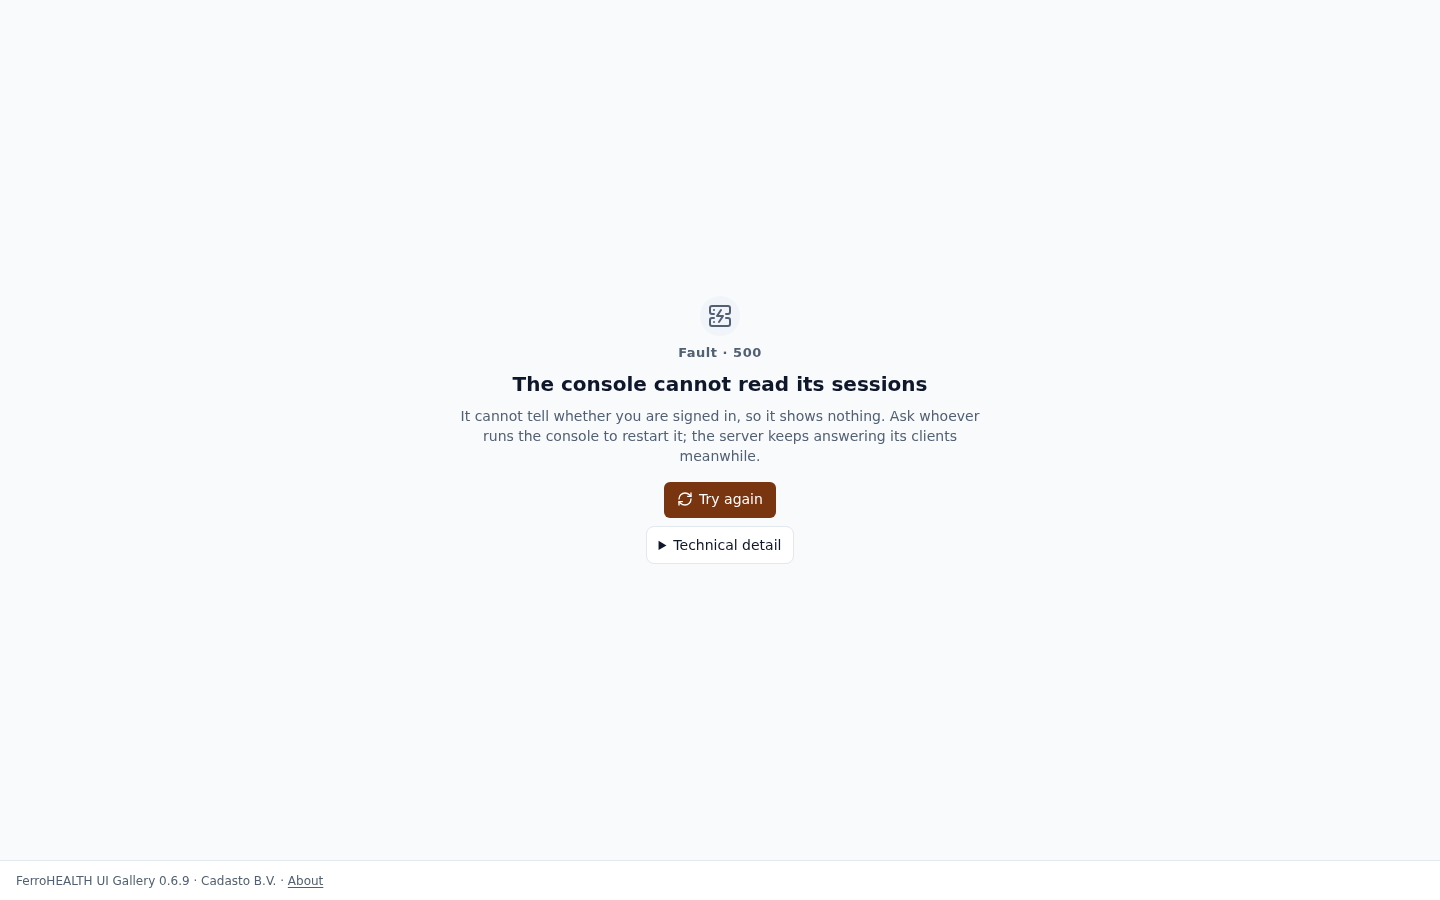 Fault · 500
The console cannot read its sessions
It cannot tell whether you are signed in, so it shows nothing. Ask whoever
runs the console to restart it; the server keeps answering its clients
meanwhile.
Try again
Technical detail
FerroHEALTH UI Gallery 0.6.9 · Cadasto B.V. · About